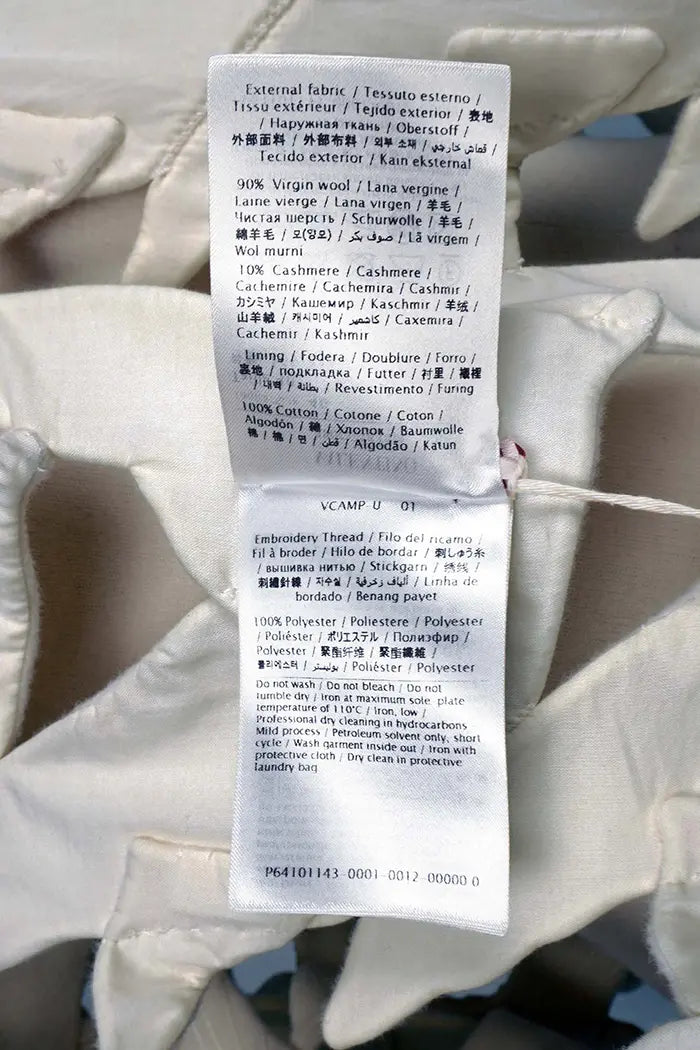 External fabric / Tessuto esterno /
Tissu extérieur / Tejido exterior / 表地
/ Наружная ткань / Oberstoff /
外部面料 / 外部布料 / 외부 소재 / قماش خارجي /
Tecido exterior / Kain eksternal
90% Virgin wool / Lana vergine /
Laine vierge / Lana virgen / 羊毛 /
Чистая шерсть / Schurwolle / 羊毛 /
綿羊毛 / 모(양모) / صوف بكر / Lã virgem /
Wol murni
10% Cashmere / Cashmere /
Cachemire / Cachemira / Cashmir /
カシミヤ / Кашемир / Kaschmir / 羊绒 /
山羊絨 / 캐시미어 / كاشمير / Caxemira /
Cachemir / Kashmir
Lining / Fodera / Doublure / Forro /
裏地 / подкладка / Futter / 衬里 / 襯裡
/ 내벽 / بطانة / Revestimento / Furing
100% Cotton / Cotone / Coton /
Algodón / 綿 / Хлопок / Baumwolle
棉 / 棉 / 면 / قطن / Algodão / Katun
VCAMP U 01
Embroidery Thread / Filo del ricamo /
Fil à broder / Hilo de bordar / 刺しゅう糸
/ вышивка нитью / Stickgarn / 绣线 /
刺繡針線 / 자수실 / ألياف زخرفية / Linha de
bordado / Benang payet
100% Polyester / Poliestere / Polyester
/ Poliéster / ポリエステル / Полиэфир /
Polyester / 聚酯纤维 / 聚酯纖維 /
폴리에스터 / بوليستر / Poliéster / Polyester
Do not wash / Do not bleach / Do not
tumble dry / Iron at maximum sole plate
temperature of 110°C / Iron, low /
Professional dry cleaning in hydrocarbons
Mild process / Petroleum solvent only, short
cycle / Wash garment inside out / Iron with
protective cloth / Dry clean in protective
laundry bag
P64101143-0001-0012-00000 0